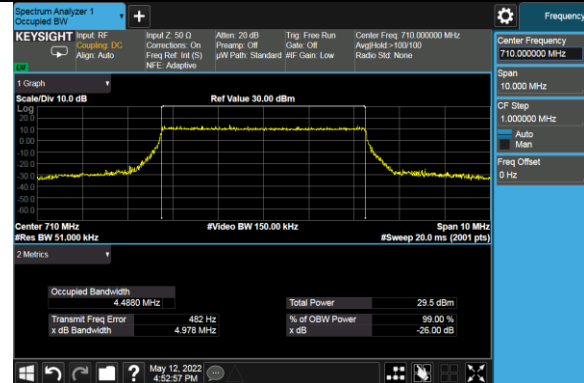 Spectrum Analyzer 1
Occupied BW
Frequency
KEYSIGHT Input: RF
Coupling: DC
Align: Auto
Input Z: 50 Ω
Corrections: On
Freq Ref: Int (S)
NFE: Adaptive
Atten: 20 dB
Preamp: Off
µW Path: Standard
Trig: Free Run
Gate: Off
#IF Gain: Low
Center Freq: 710.000000 MHz
Avg|Hold:>100/100
Radio Std: None
Center Frequency
710.000000 MHz
Span
10.000 MHz
CF Step
1.000000 MHz
Auto
Man
Freq Offset
0 Hz
1 Graph
Scale/Div 10.0 dB
Ref Value 30.00 dBm
Log
20.0
10.0
0.00
-10.0
-20.0
-30.0
-40.0
-50.0
-60.0
Center 710 MHz
#Video BW 150.00 kHz
Span 10 MHz
#Res BW 51.000 kHz
#Sweep 20.0 ms (2001 pts)
2 Metrics
Occupied Bandwidth
4.4880 MHz
Total Power 29.5 dBm
Transmit Freq Error 482 Hz
% of OBW Power 99.00 %
x dB Bandwidth 4.978 MHz
x dB -26.00 dB
May 12, 2022
4:52:57 PM